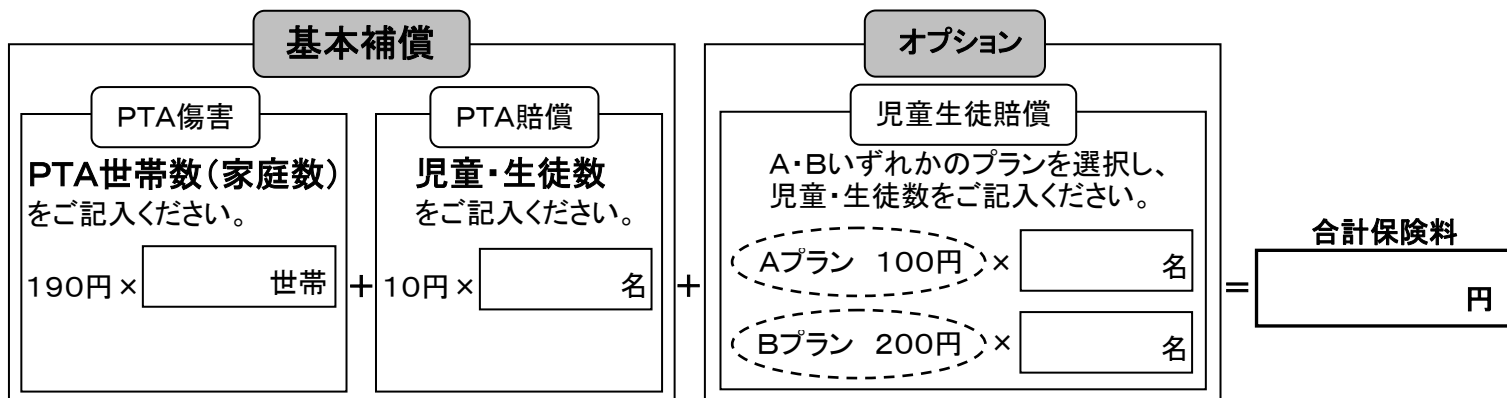 基本補償
PTA傷害
PTA世帯数(家庭数)
をご記入ください。
190円× 世帯
+
PTA賠償
児童・生徒数
をご記入ください。
10円× 名
+
オプション
児童生徒賠償
A・Bいずれかのプランを選択し、
児童・生徒数をご記入ください。
Aプラン 100円× 名
Bプラン 200円× 名
=
合計保険料
円